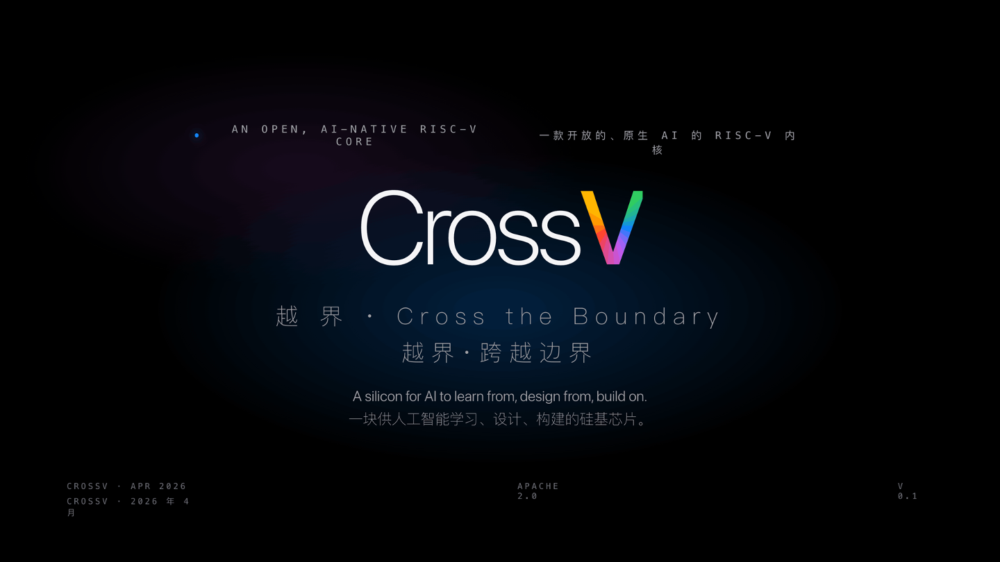 AN OPEN, AI-NATIVE RISC-V
CORE
一款开放的、原生 AI 的 RISC-V 内
核
CrossV
越 界 · Cross the Boundary
越界·跨越边界
A silicon for AI to learn from, design from, build on.
一块供人工智能学习、设计、构建的硅基芯片。
CROSSV · APR 2026
CROSSV · 2026 年 4
月
APACHE
2.0
V
0.1